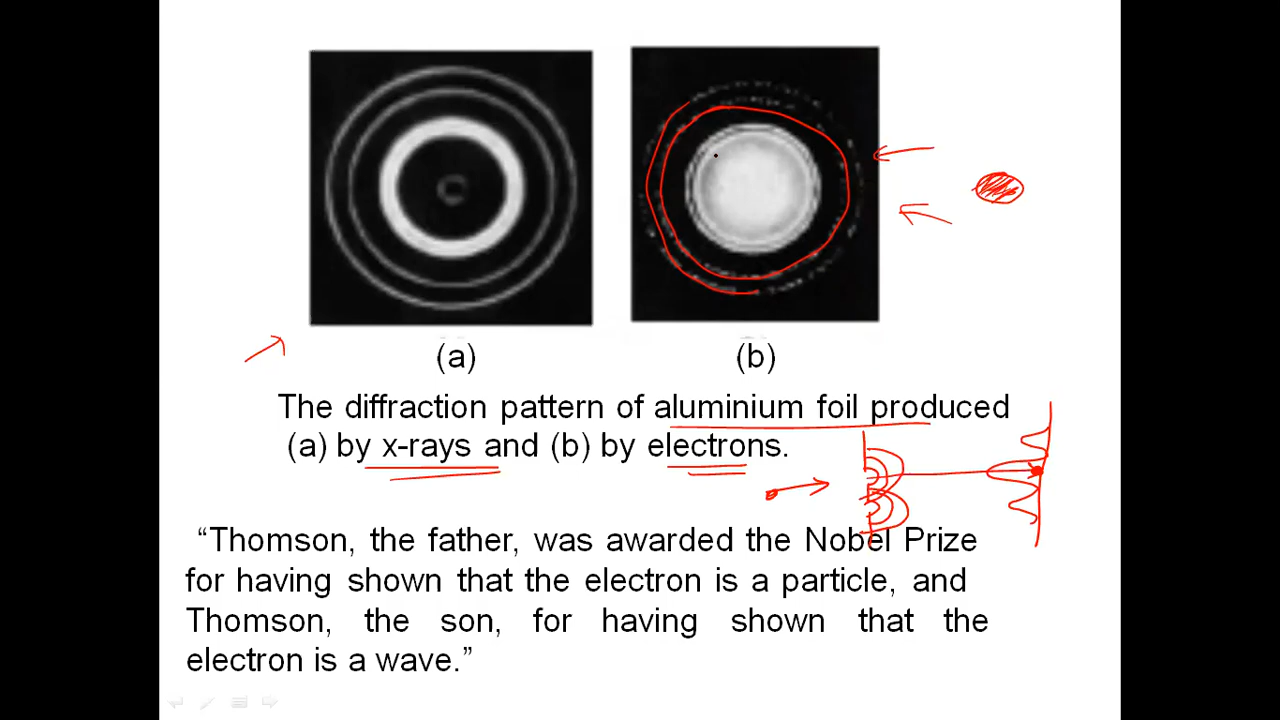 (a) (b)
The diffraction pattern of aluminium foil produced
(a) by x-rays and (b) by electrons.
“Thomson, the father, was awarded the Nobel Prize
for having shown that the electron is a particle, and
Thomson, the son, for having shown that the
electron is a wave.”